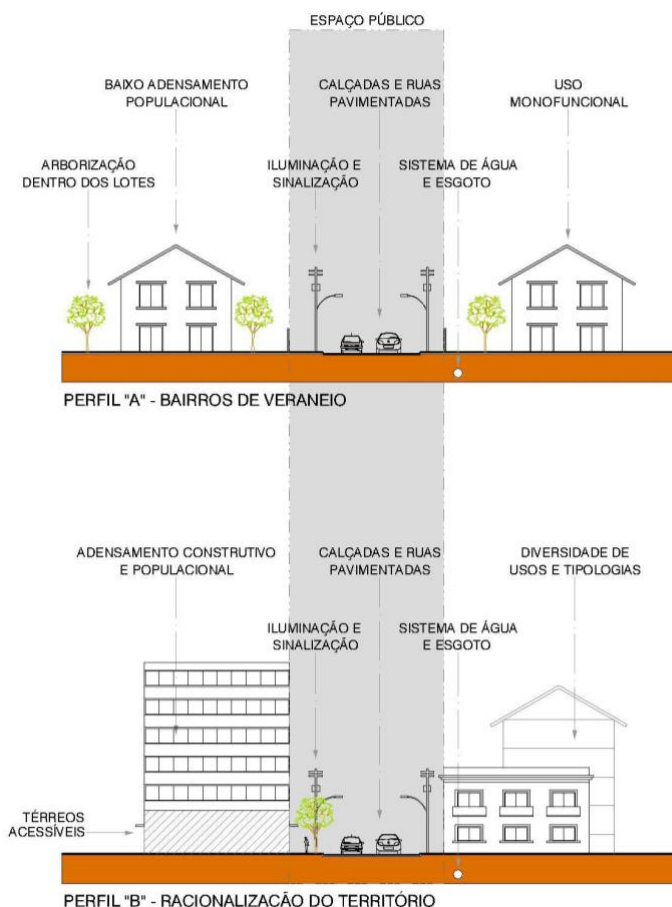 ESPAÇO PÚBLICO
BAIXO ADENSAMENTO
POPULACIONAL
CALÇADAS E RUAS
PAVIMENTADAS
USO
MONOFUNCIONAL
ARBORIZAÇÃO
DENTRO DOS LOTES
ILUMINAÇÃO E
SINALIZAÇÃO
SISTEMA DE ÁGUA
E ESGOTO
PERFIL "A" - BAIRROS DE VERANEIO
ADENSAMENTO CONSTRUTIVO
E POPULACIONAL
CALÇADAS E RUAS
PAVIMENTADAS
DIVERSIDADE DE
USOS E TIPOLOGIAS
ILUMINAÇÃO E
SINALIZAÇÃO
SISTEMA DE ÁGUA
E ESGOTO
TÉRREOS
ACESSÍVEIS
PERFIL "B" - RACIONALIZAÇÃO DO TERRITÓRIO